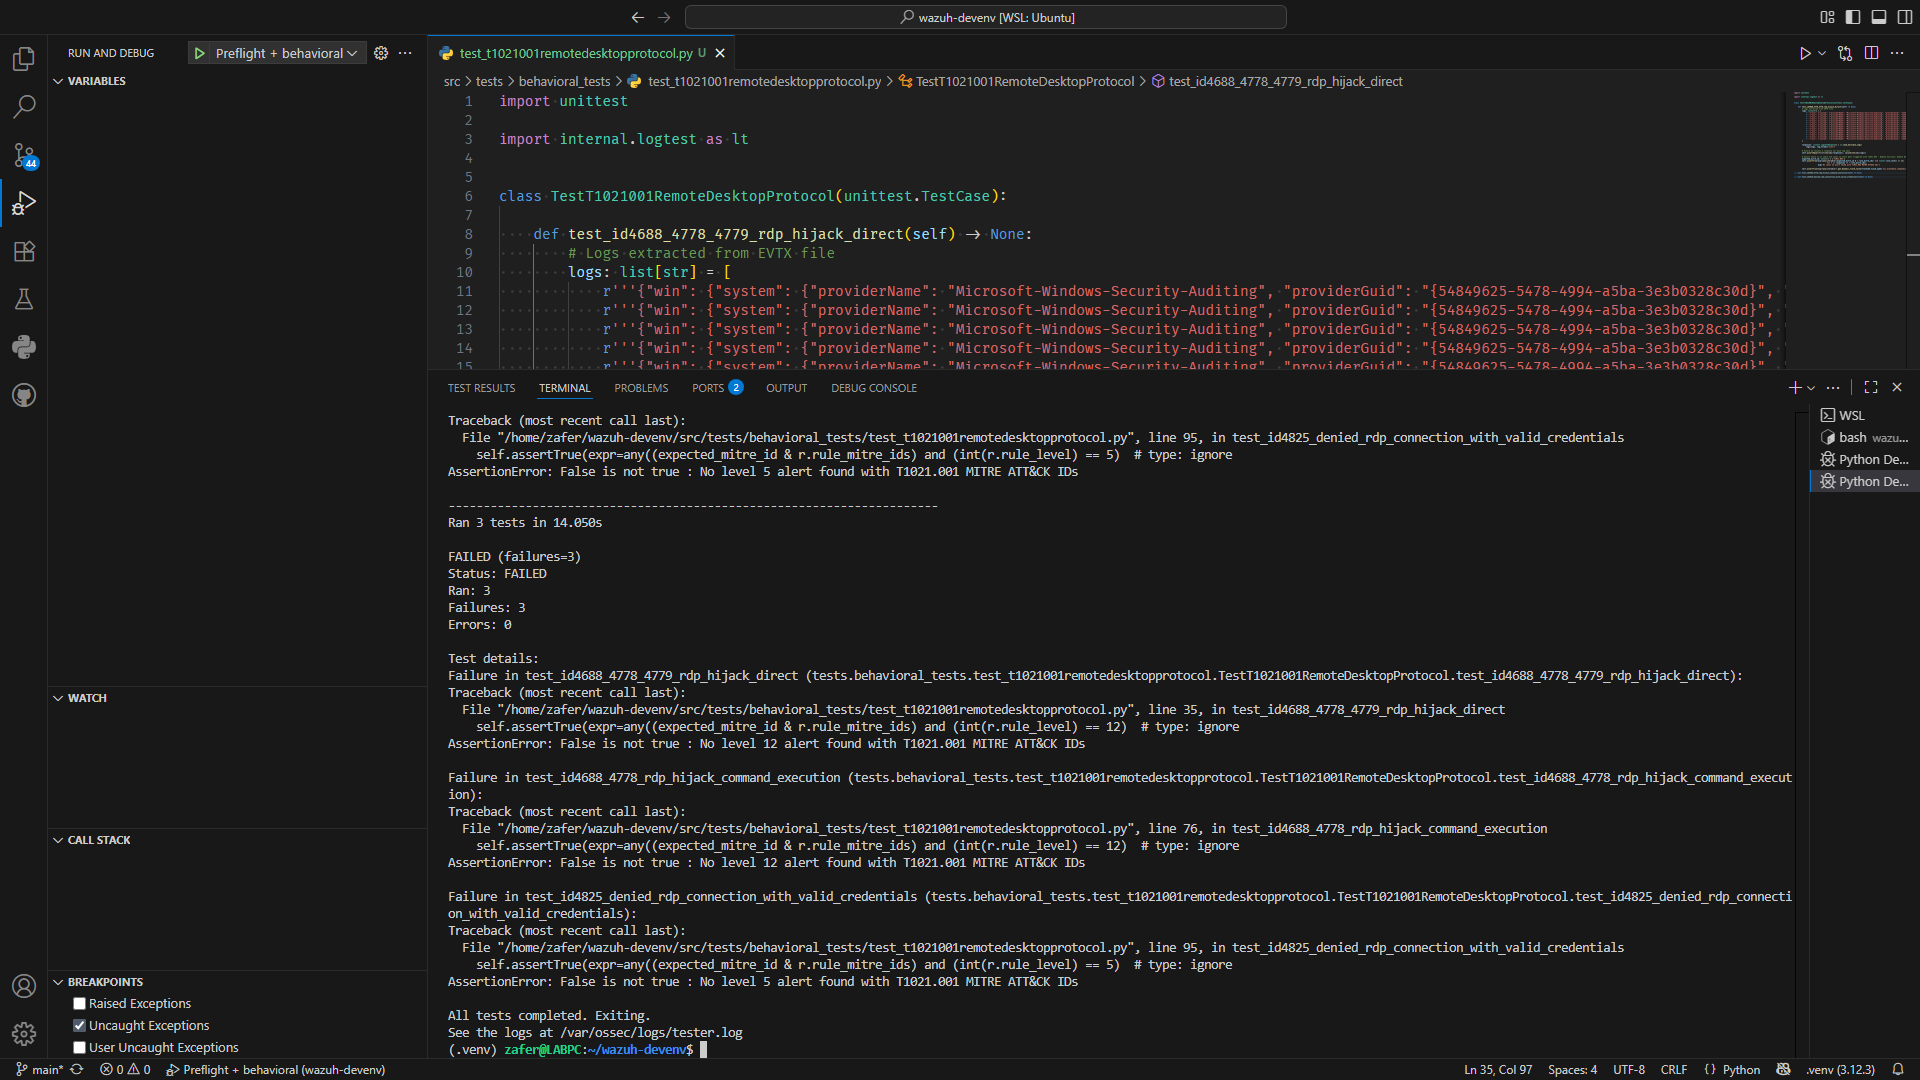 wazuh-devenv [WSL: Ubuntu]
RUN AND DEBUG
Preflight + behavioral
test_t1021001remotedesktopprotocol.py U
44
VARIABLES
WATCH
CALL STACK
BREAKPOINTS
Raised Exceptions
Uncaught Exceptions
User Uncaught Exceptions
src > tests > behavioral_tests > test_t1021001remotedesktopprotocol.py > TestT1021001RemoteDesktopProtocol > test_id4688_4778_4779_rdp_hijack_direct
1 import unittest
2
3 import internal.logtest as lt
4
5
6 class TestT1021001RemoteDesktopProtocol(unittest.TestCase):
7
8 def test_id4688_4778_4779_rdp_hijack_direct(self) -> None:
9 # Logs extracted from EVTX file
10 logs: list[str] = [
11 r'''{"win": {"system": {"providerName": "Microsoft-Windows-Security-Auditing", "providerGuid": "{54849625-5478-4994-a5ba-3e3b0328c30d}",
12 r'''{"win": {"system": {"providerName": "Microsoft-Windows-Security-Auditing", "providerGuid": "{54849625-5478-4994-a5ba-3e3b0328c30d}",
13 r'''{"win": {"system": {"providerName": "Microsoft-Windows-Security-Auditing", "providerGuid": "{54849625-5478-4994-a5ba-3e3b0328c30d}",
14 r'''{"win": {"system": {"providerName": "Microsoft-Windows-Security-Auditing", "providerGuid": "{54849625-5478-4994-a5ba-3e3b0328c30d}",
15 r'''{"win": {"system": {"providerName": "Microsoft-Windows-Security-Auditing", "providerGuid": "{54849625-5478-4994-a5ba-3e3b0328c30d}",
TEST RESULTS TERMINAL PROBLEMS PORTS 2 OUTPUT DEBUG CONSOLE
WSL
bash wazu...
Python De...
Python De...
Traceback (most recent call last):
File "/home/zafer/wazuh-devenv/src/tests/behavioral_tests/test_t1021001remotedesktopprotocol.py", line 95, in test_id4825_denied_rdp_connection_with_valid_credentials
self.assertTrue(expr=any((expected_mitre_id & r.rule_mitre_ids) and (int(r.rule_level) == 5) # type: ignore
AssertionError: False is not true : No level 5 alert found with T1021.001 MITRE ATT&CK IDs
----------------------------------------------------------------------
Ran 3 tests in 14.050s
FAILED (failures=3)
Status: FAILED
Ran: 3
Failures: 3
Errors: 0
Test details:
Failure in test_id4688_4778_4779_rdp_hijack_direct (tests.behavioral_tests.test_t1021001remotedesktopprotocol.TestT1021001RemoteDesktopProtocol.test_id4688_4778_4779_rdp_hijack_direct):
Traceback (most recent call last):
File "/home/zafer/wazuh-devenv/src/tests/behavioral_tests/test_t1021001remotedesktopprotocol.py", line 35, in test_id4688_4778_4779_rdp_hijack_direct
self.assertTrue(expr=any((expected_mitre_id & r.rule_mitre_ids) and (int(r.rule_level) == 12) # type: ignore
AssertionError: False is not true : No level 12 alert found with T1021.001 MITRE ATT&CK IDs
Failure in test_id4688_4778_rdp_hijack_command_execution (tests.behavioral_tests.test_t1021001remotedesktopprotocol.TestT1021001RemoteDesktopProtocol.test_id4688_4778_rdp_hijack_command_execut
ion):
Traceback (most recent call last):
File "/home/zafer/wazuh-devenv/src/tests/behavioral_tests/test_t1021001remotedesktopprotocol.py", line 76, in test_id4688_4778_rdp_hijack_command_execution
self.assertTrue(expr=any((expected_mitre_id & r.rule_mitre_ids) and (int(r.rule_level) == 12) # type: ignore
AssertionError: False is not true : No level 12 alert found with T1021.001 MITRE ATT&CK IDs
Failure in test_id4825_denied_rdp_connection_with_valid_credentials (tests.behavioral_tests.test_t1021001remotedesktopprotocol.TestT1021001RemoteDesktopProtocol.test_id4825_denied_rdp_connecti
on_with_valid_credentials):
Traceback (most recent call last):
File "/home/zafer/wazuh-devenv/src/tests/behavioral_tests/test_t1021001remotedesktopprotocol.py", line 95, in test_id4825_denied_rdp_connection_with_valid_credentials
self.assertTrue(expr=any((expected_mitre_id & r.rule_mitre_ids) and (int(r.rule_level) == 5) # type: ignore
AssertionError: False is not true : No level 5 alert found with T1021.001 MITRE ATT&CK IDs
All tests completed. Exiting.
See the logs at /var/ossec/logs/tester.log
(.venv) zafer@LABPC:~/wazuh-devenv$
main* 0 0 Preflight + behavioral (wazuh-devenv) Ln 35, Col 97 Spaces: 4 UTF-8 CRLF {} Python .venv (3.12.3)